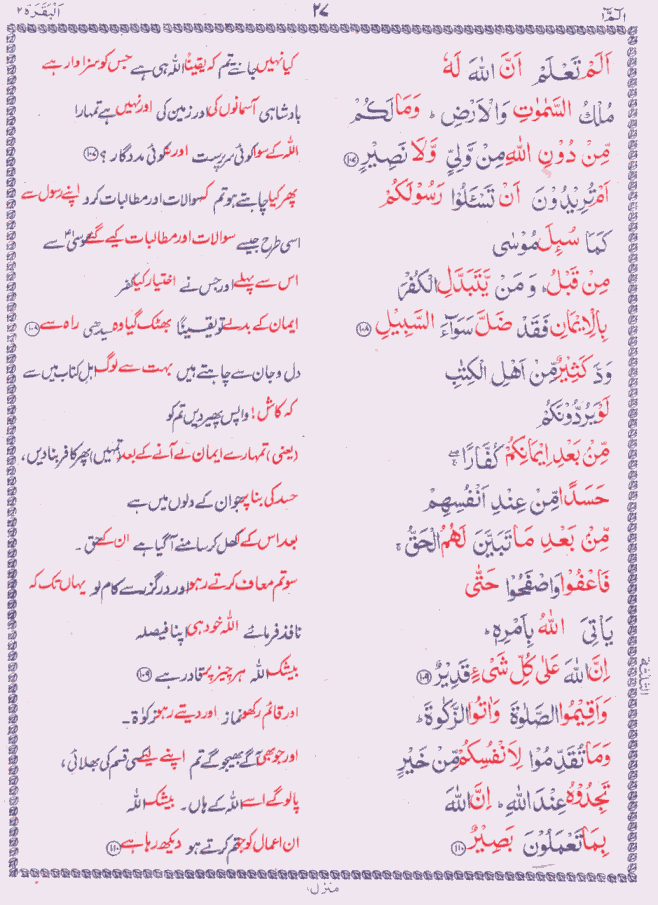 الٓمّٓ ١
٢٧
اَلْبَقَرَة ٢
اَلَمْ تَعْلَمْ اَنَّ اللّٰهَ لَهٗ
کیا نہیں جانتے تم کہ یقیناً اللہ ہی ہے جس کو سزاوار ہے
مُلْكُ السَّمٰوٰتِ وَالْاَرْضِ ؕ وَمَا لَكُمْ
بادشاہی آسمانوں کی اور زمین کی اور نہیں ہے تمہارا
مِّنْ دُوْنِ اللّٰهِ مِنْ وَّلِیٍّ وَّلَا نَصِیْرٍ ۝۱۰۷
اللہ کے سوا کوئی سرپرست اور نہ کوئی مددگار ؟ ۝۱۰۷
اَمْ تُرِیْدُوْنَ اَنْ تَسْـَٔلُوْا رَسُوْلَكُمْ
پھر کیا چاہتے ہو تم کہ سوالات اور مطالبات کرو اپنے رسول سے
كَمَا سُىِٕلَ مُوْسٰى
اسی طرح جیسے سوالات اور مطالبات کیے گئے موسیٰؑ سے
مِنْ قَبْلُ ؕ وَمَنْ یَّتَبَدَّلِ الْكُفْرَ
اس سے پہلے اور جس نے اختیار کیا کفر
بِالْاِیْمَانِ فَقَدْ ضَلَّ سَوَآءَ السَّبِیْلِ ۝۱۰۸
ایمان کے بدلے تو یقیناً بھٹک گیا وہ سیدھی راہ سے ۝۱۰۸
وَدَّ كَثِیْرٌ مِّنْ اَهْلِ الْكِتٰبِ
دل و جان سے چاہتے ہیں بہت سے لوگ اہل کتاب میں سے
لَوْ یَرُدُّوْنَكُمْ
کہ کاش! واپس پھیر دیں تم کو
مِّنْ بَعْدِ اِیْمَانِكُمْ كُفَّارًا ۖۚ
(یعنی) تمہارے ایمان لے آنے کے بعد تمہیں پھر کافر بنا دیں،
حَسَدًا مِّنْ عِنْدِ اَنْفُسِهِمْ
حسد کی بنا پر جو ان کے دلوں میں ہے
مِّنْ بَعْدِ مَا تَبَیَّنَ لَهُمُ الْحَقُّ ۚ
بعد اس کے کہ کھل کر سامنے آ گیا ہے ان کے حق ۔
فَاعْفُوْا وَاصْفَحُوْا حَتّٰى
سو تم معاف کرتے رہو اور درگزر سے کام لو یہاں تک کہ
یَاْتِیَ اللّٰهُ بِاَمْرِهٖ ؕ
نافذ فرمائے اللہ خود ہی اپنا فیصلہ
اِنَّ اللّٰهَ عَلٰى كُلِّ شَیْءٍ قَدِیْرٌ ۝۱۰۹
بیشک اللہ ہر چیز پر قادر ہے ۝۱۰۹
وَاَقِیْمُوا الصَّلٰوةَ وَاٰتُوا الزَّكٰوةَ ؕ
اور قائم رکھو نماز اور دیتے رہو زکوٰۃ ۔
وَمَا تُقَدِّمُوْا لِاَنْفُسِكُمْ مِّنْ خَیْرٍ
اور جو بھی آگے بھیجو گے تم اپنے لیے کسی قسم کی بھلائی،
تَجِدُوْهُ عِنْدَ اللّٰهِ ؕ اِنَّ اللّٰهَ
پالو گے اسے اللہ کے ہاں ۔ بیشک اللہ
بِمَا تَعْمَلُوْنَ بَصِیْرٌ ۝۱۱۰
ان اعمال کو جو تم کرتے ہو دیکھ رہا ہے ۝۱۱۰
منزل ۱